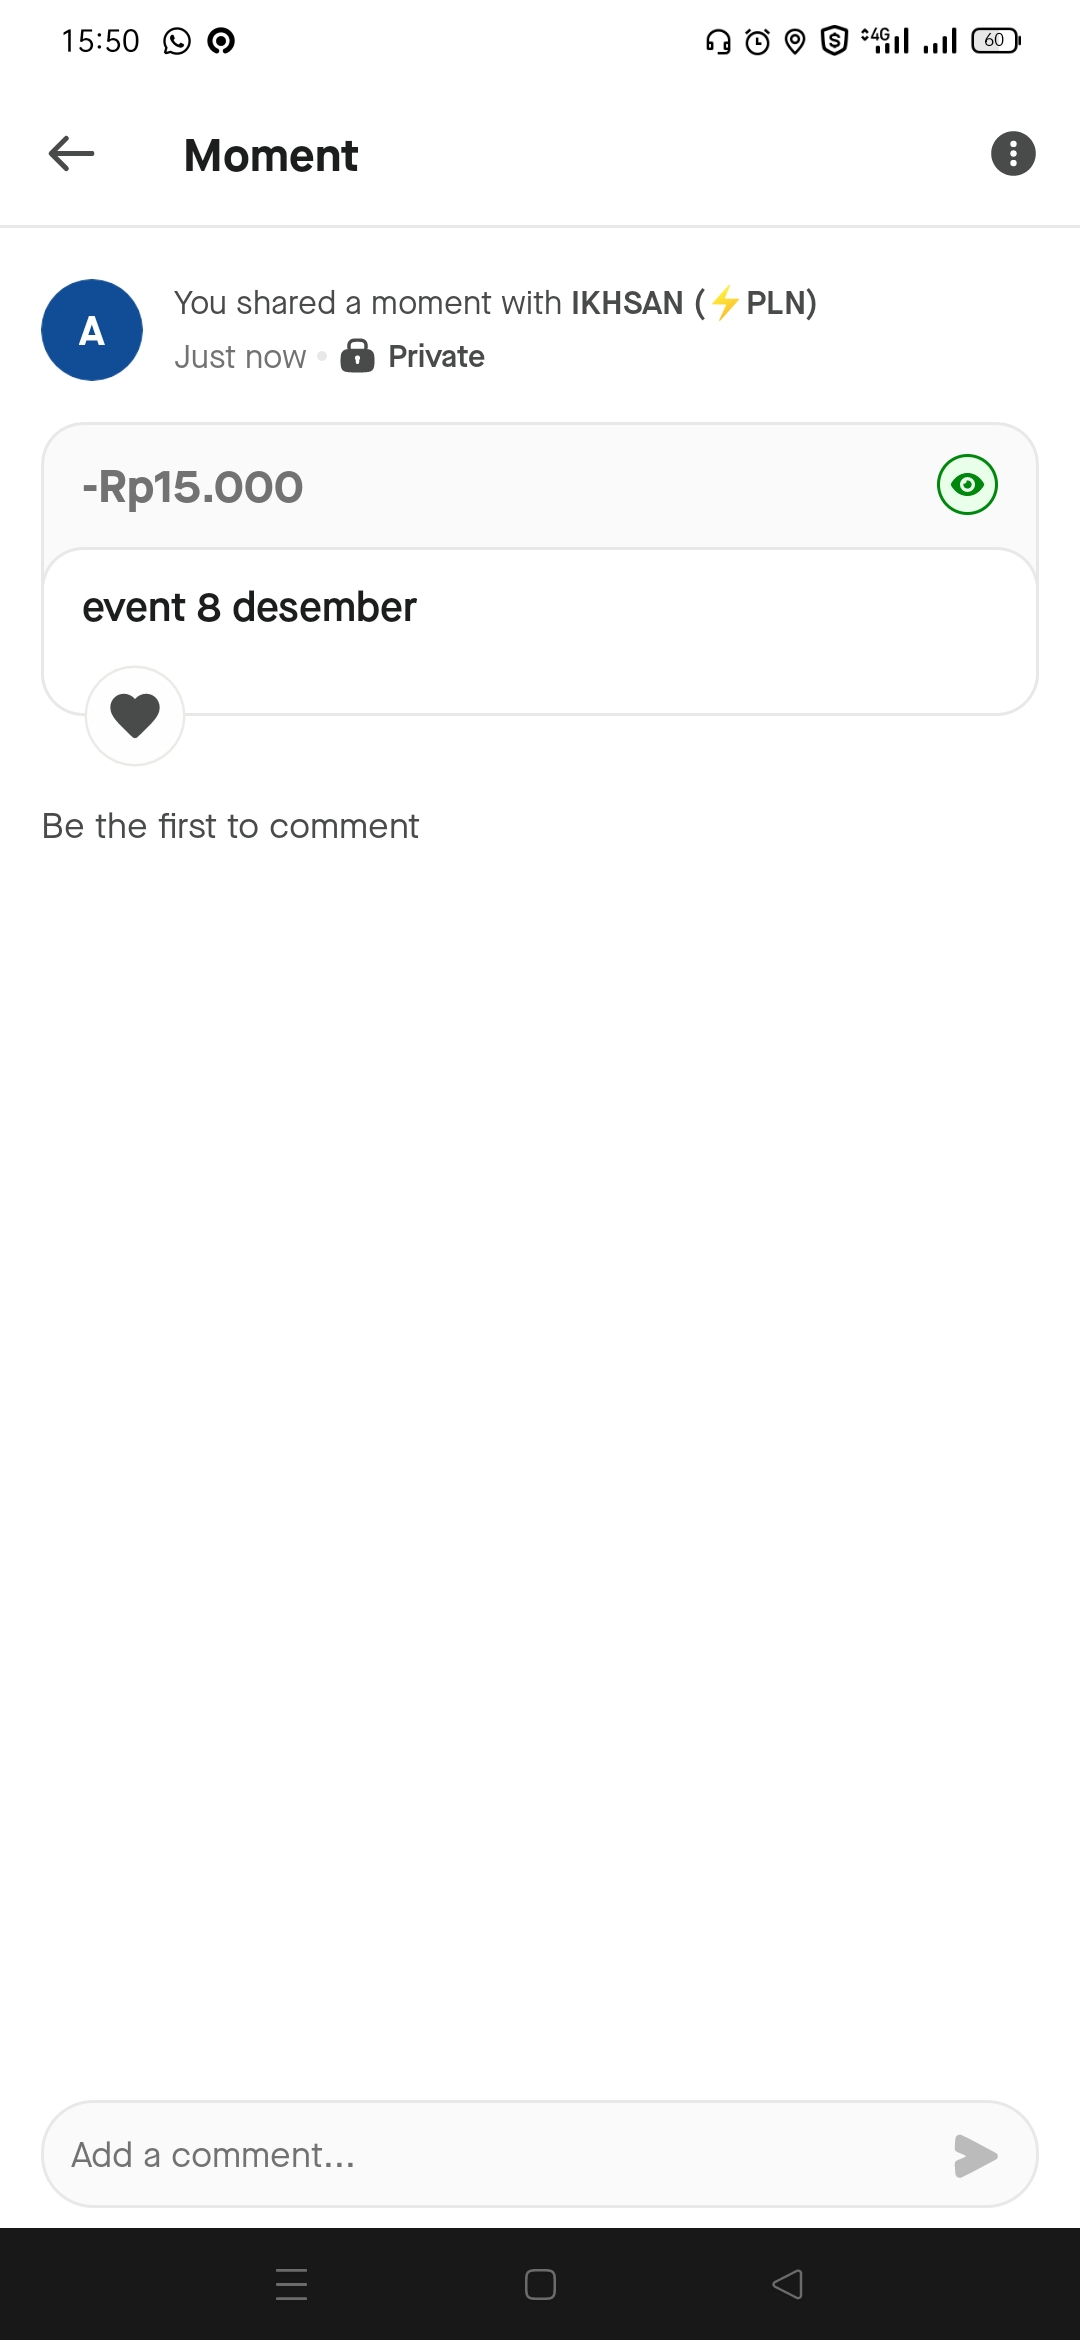 15:50
4G
60
Moment
A
You shared a moment with IKHSAN (⚡PLN)
Just now • Private
-Rp15.000
event 8 desember
Be the first to comment
Add a comment...